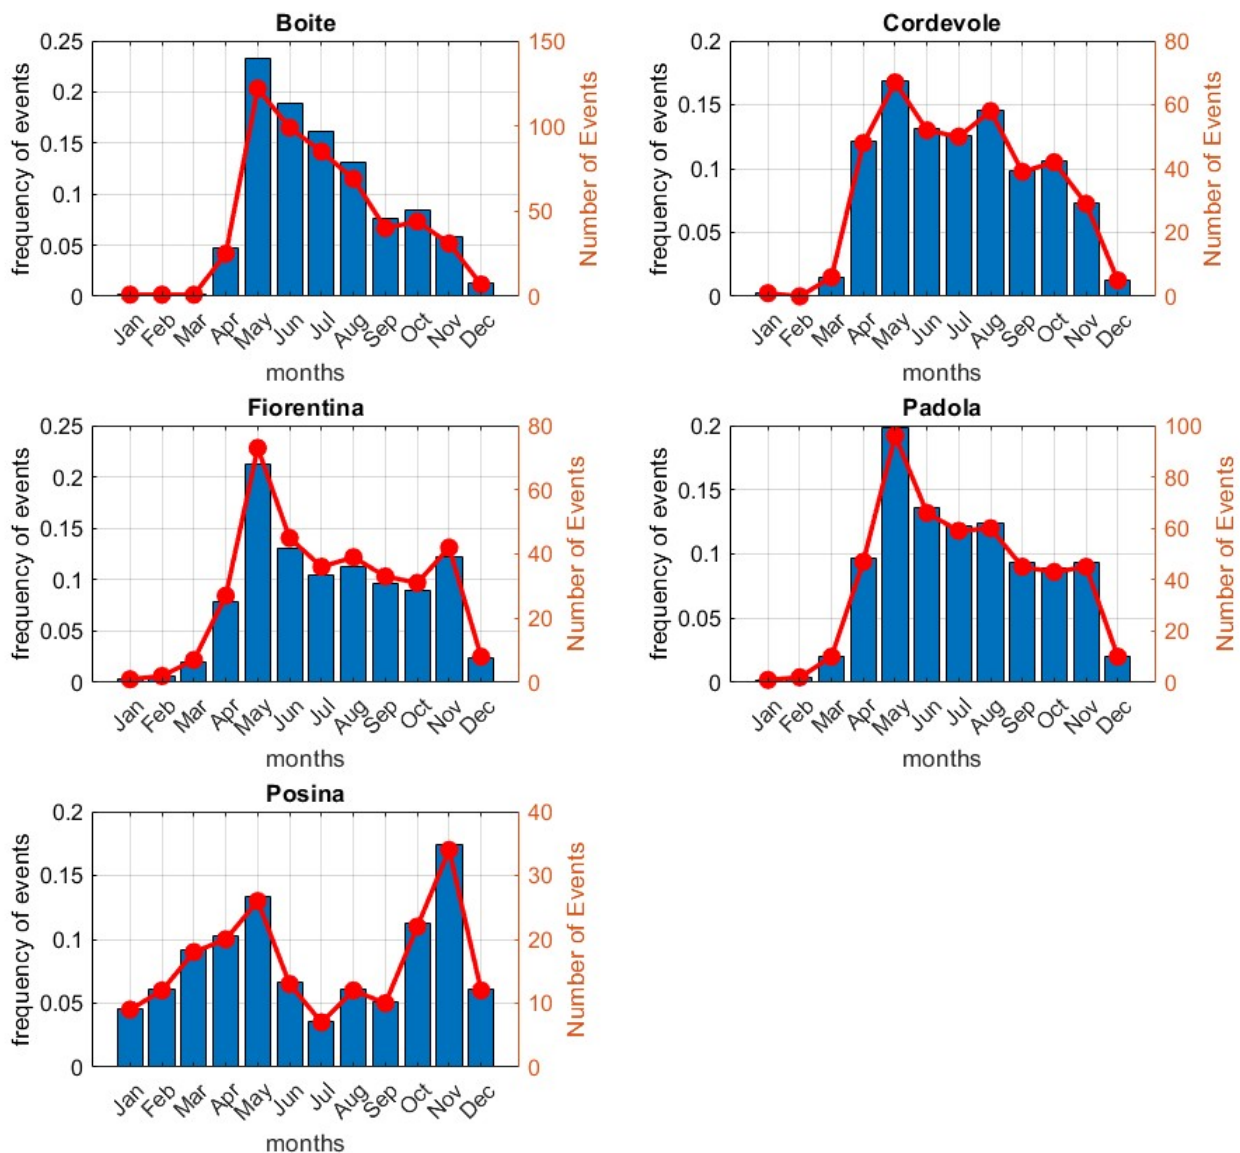 Boite
frequency of events
0.25
0.2
0.15
0.1
0.05
0
150
100
50
0
Number of Events
Jan Feb Mar Apr May Jun Jul Aug Sep Oct Nov Dec
months
Cordevole
frequency of events
0.2
0.15
0.1
0.05
0
80
60
40
20
0
Number of Events
Jan Feb Mar Apr May Jun Jul Aug Sep Oct Nov Dec
months
Fiorentina
frequency of events
0.25
0.2
0.15
0.1
0.05
0
80
60
40
20
0
Number of Events
Jan Feb Mar Apr May Jun Jul Aug Sep Oct Nov Dec
months
Padola
frequency of events
0.2
0.15
0.1
0.05
0
100
80
60
40
20
0
Number of Events
Jan Feb Mar Apr May Jun Jul Aug Sep Oct Nov Dec
months
Posina
frequency of events
0.2
0.15
0.1
0.05
0
40
30
20
10
0
Number of Events
Jan Feb Mar Apr May Jun Jul Aug Sep Oct Nov Dec
months